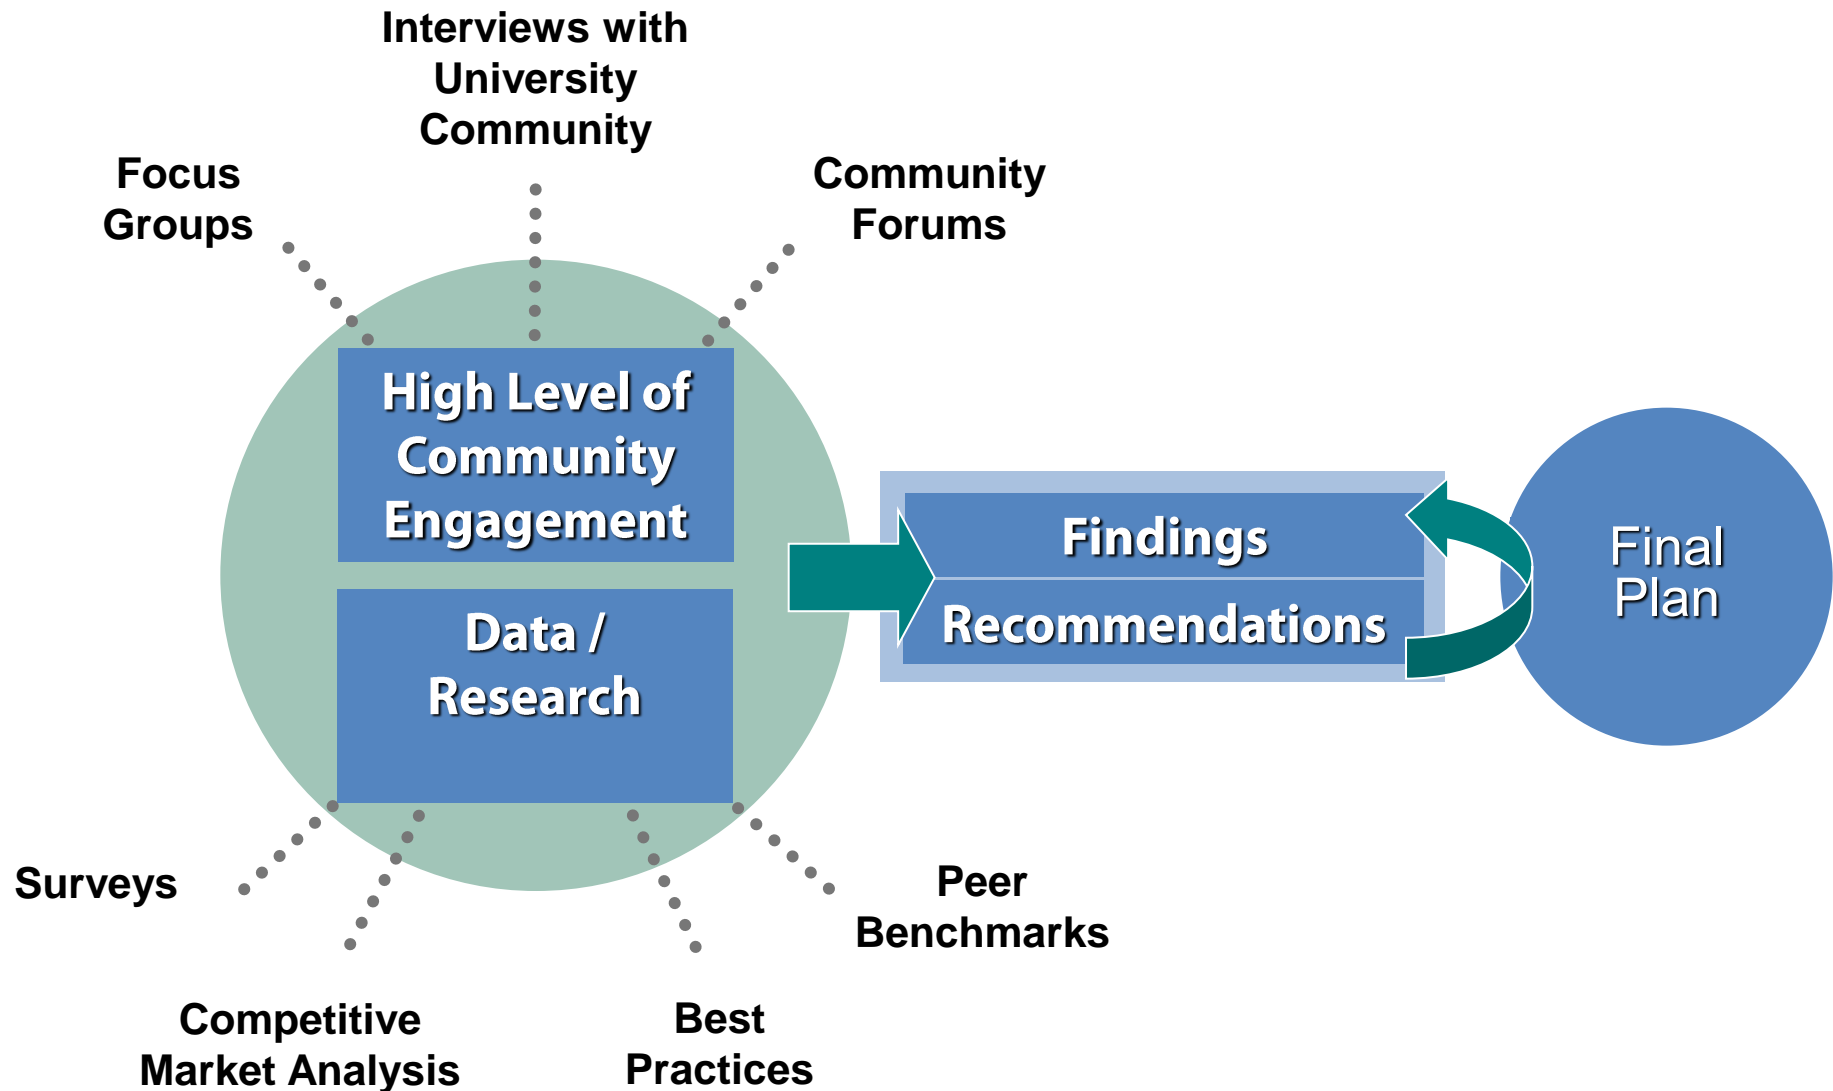 Interviews with
University
Community
Focus
Groups
Community
Forums
High Level of
Community
Engagement
Data /
Research
Findings
Recommendations
Final
Plan
Surveys
Peer
Benchmarks
Competitive
Market Analysis
Best
Practices